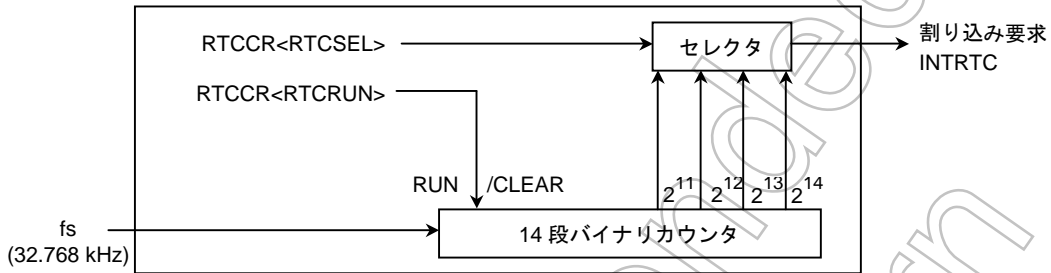 RTCCR<RTCSEL>
セレクタ
割り込み要求
INTRTC
RTCCR<RTCRUN>
RUN /CLEAR
2^11 2^12 2^13 2^14
fs
(32.768 kHz)
14 段バイナリカウンタ